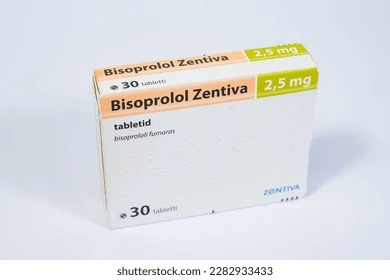 Bisoprolol Zentiva 2,5 mg
30 tabletti
Bisoprolol Zentiva 2,5 mg
tabletid
bisoprololi fumaras
30 tabletti
ZENTIVA
shutterstock.com · 2282933433